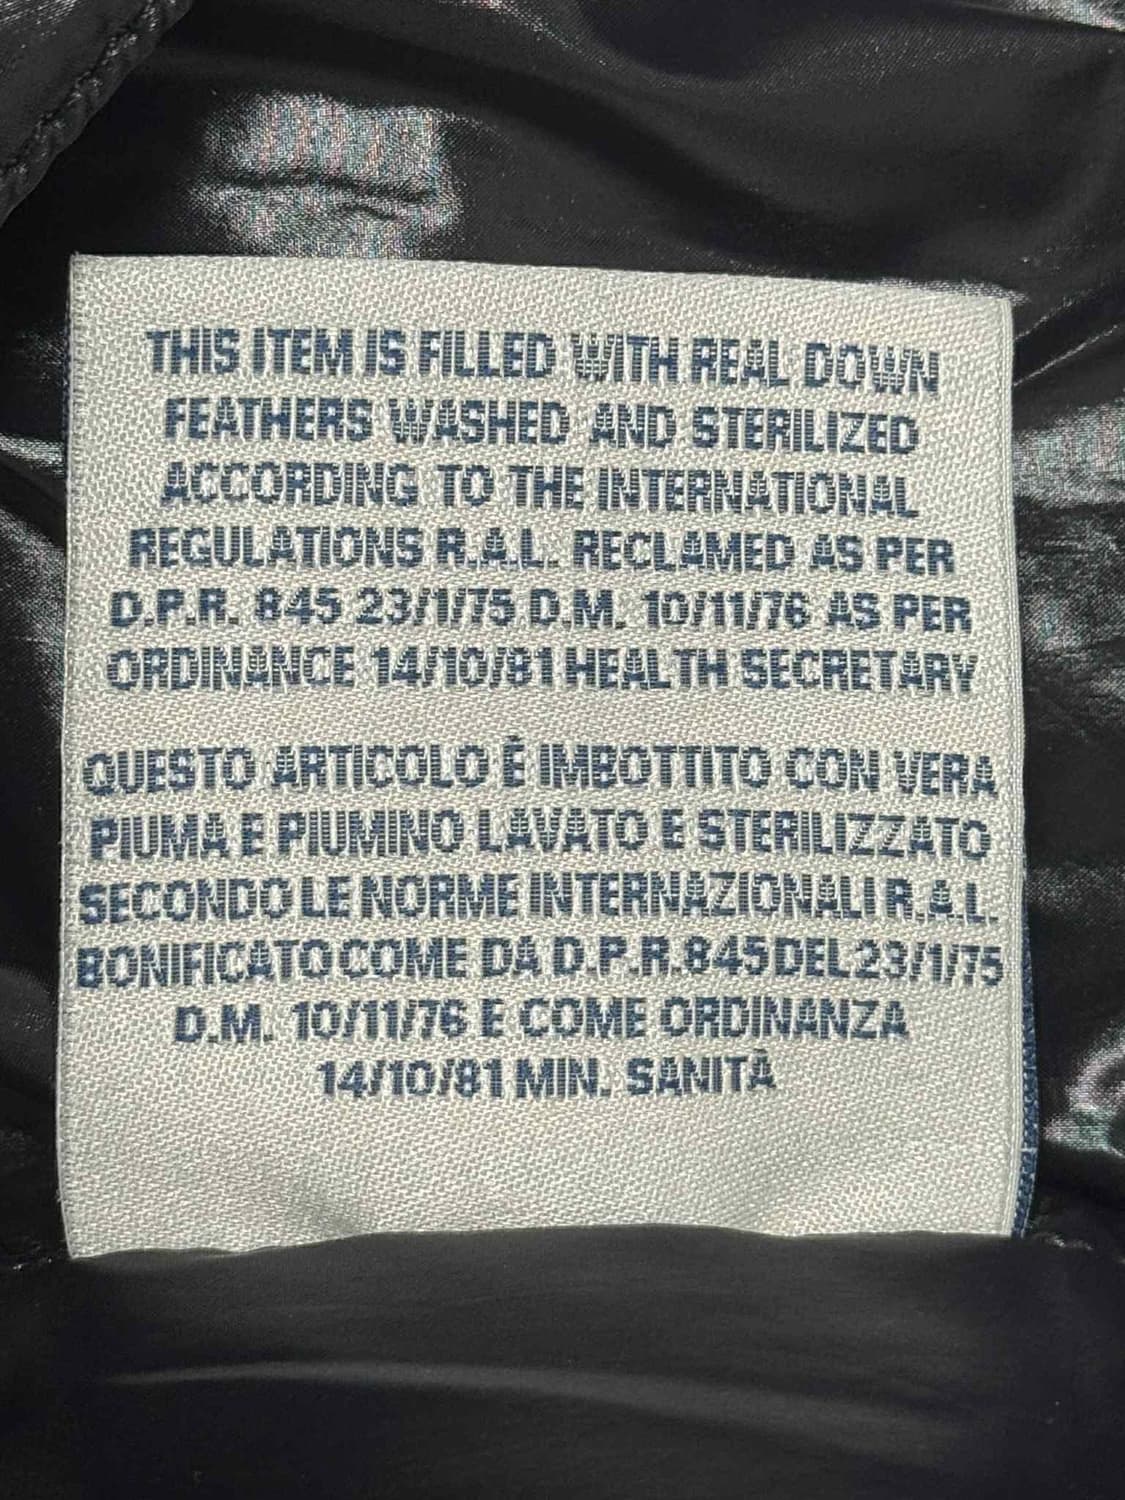 THIS ITEM IS FILLED WITH REAL DOWN
FEATHERS WASHED AND STERILIZED
ACCORDING TO THE INTERNATIONAL
REGULATIONS R.A.L. RECLAMED AS PER
D.P.R. 845 23/1/75 D.M. 10/11/76 AS PER
ORDINANCE 14/10/81 HEALTH SECRETARY
QUESTO ARTICOLO È IMBOTTITO CON VERA
PIUMA E PIUMINO LAVATO E STERILIZZATO
SECONDO LE NORME INTERNAZIONALI R.A.L.
BONIFICATO COME DA D.P.R.845 DEL 23/1/75
D.M. 10/11/76 E COME ORDINANZA
14/10/81 MIN. SANITÀ